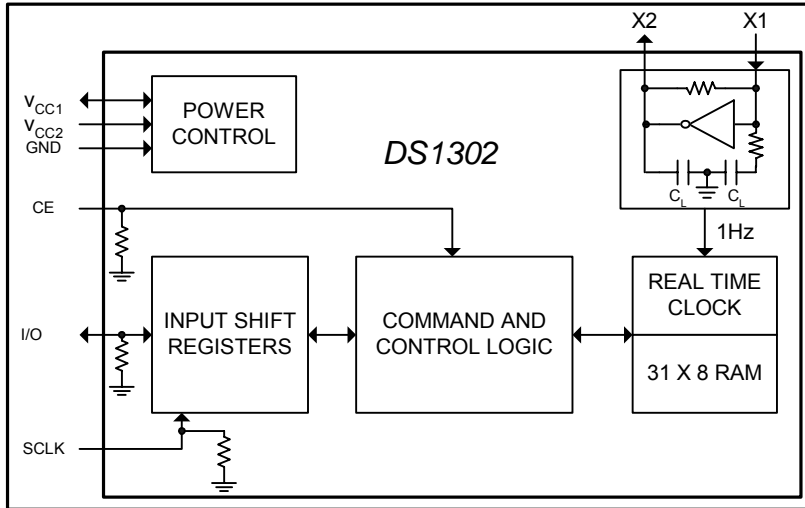 X2 X1
VCC1
VCC2
GND
POWER
CONTROL
DS1302
CL CL
CE
1Hz
I/O
INPUT SHIFT
REGISTERS
COMMAND AND
CONTROL LOGIC
REAL TIME
CLOCK
31 X 8 RAM
SCLK